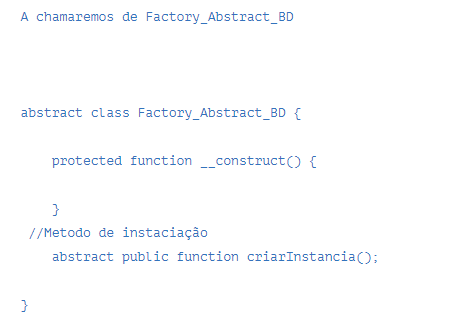 A chamaremos de Factory_Abstract_BD
abstract class Factory_Abstract_BD {
protected function __construct() {
}
//Metodo de instaciação
abstract public function criarInstancia();
}